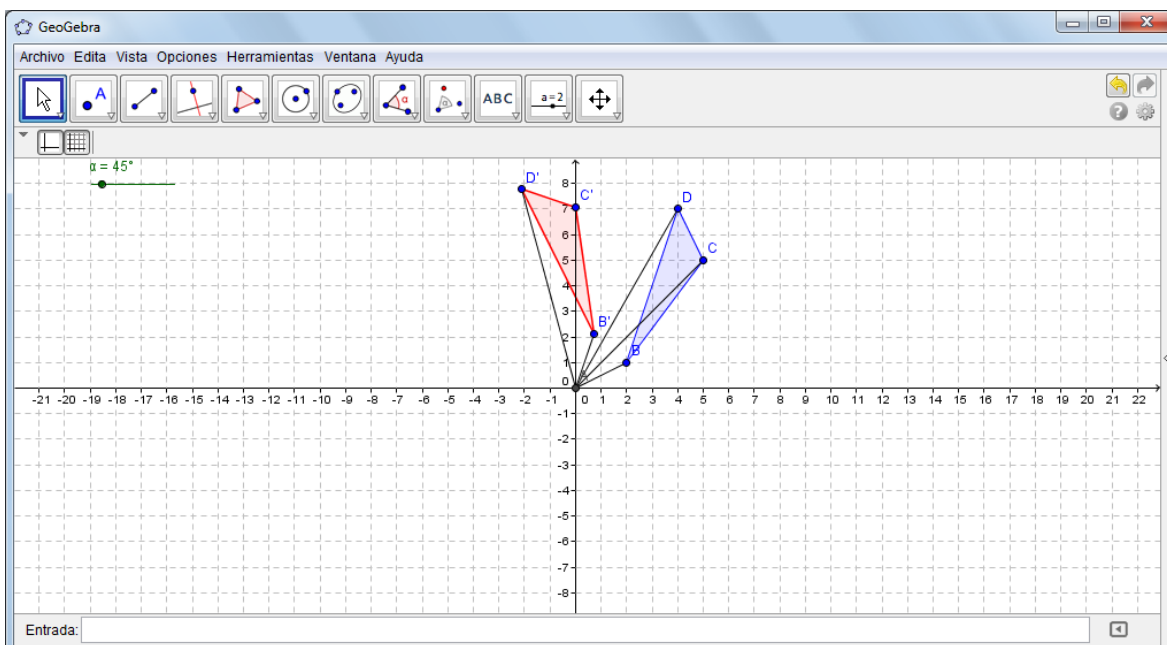 GeoGebra
Archivo Edita Vista Opciones Herramientas Ventana Ayuda
A
α
α
ABC
a=2
α = 45°
D'
C'
D
C
B'
B
8
7
6
5
4
3
2
1
0
-21 -20 -19 -18 -17 -16 -15 -14 -13 -12 -11 -10 -9 -8 -7 -6 -5 -4 -3 -2 -1 0 1 2 3 4 5 6 7 8 9 10 11 12 13 14 15 16 17 18 19 20 21 22
-1
-2
-3
-4
-5
-6
-7
-8
Entrada: